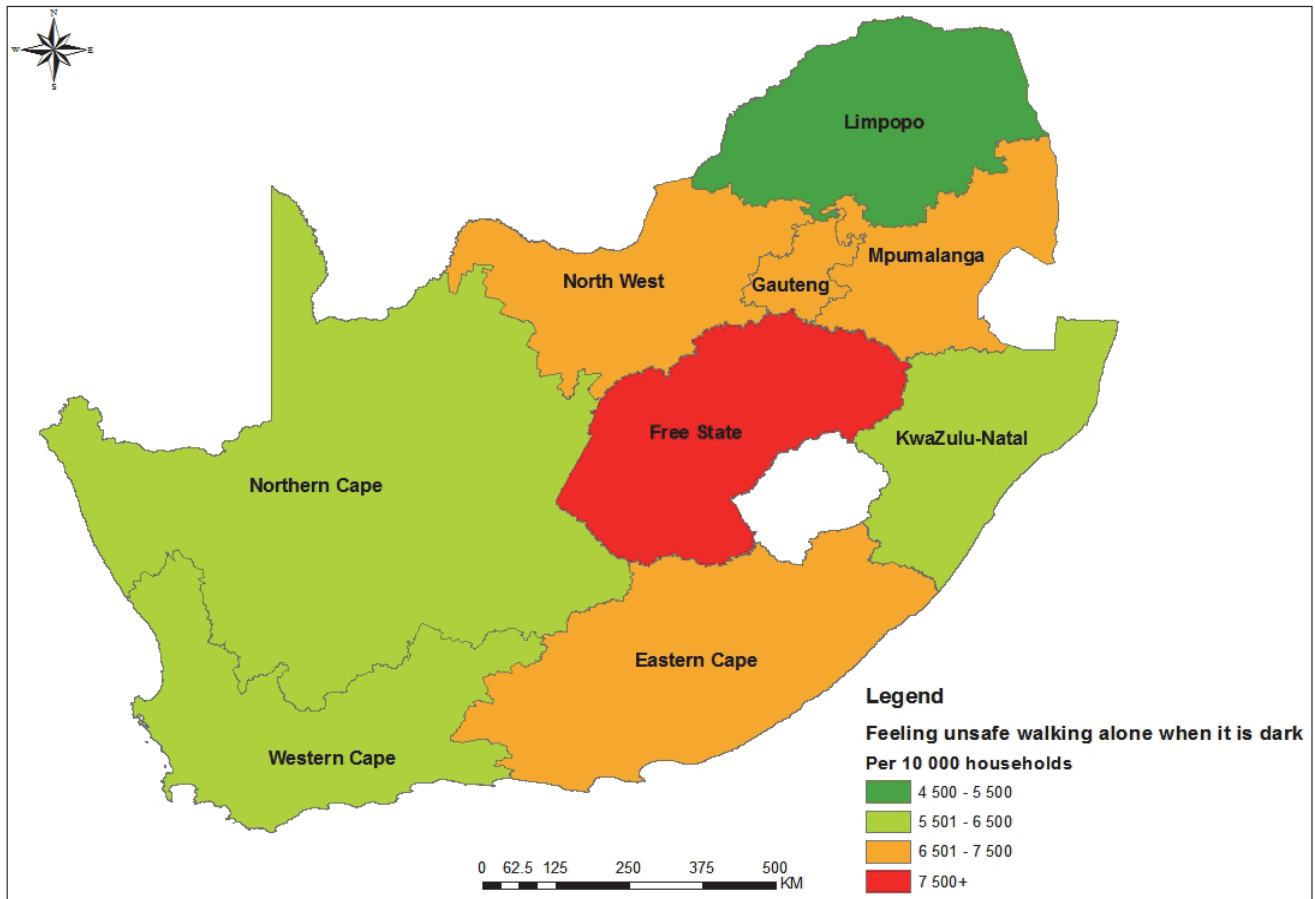 N
W E
S
Limpopo
Mpumalanga
North West
Gauteng
Free State
KwaZulu-Natal
Northern Cape
Eastern Cape
Western Cape
Legend
Feeling unsafe walking alone when it is dark
Per 10 000 households
4 500 - 5 500
5 501 - 6 500
6 501 - 7 500
7 500+
0 62.5 125 250 375 500
KM